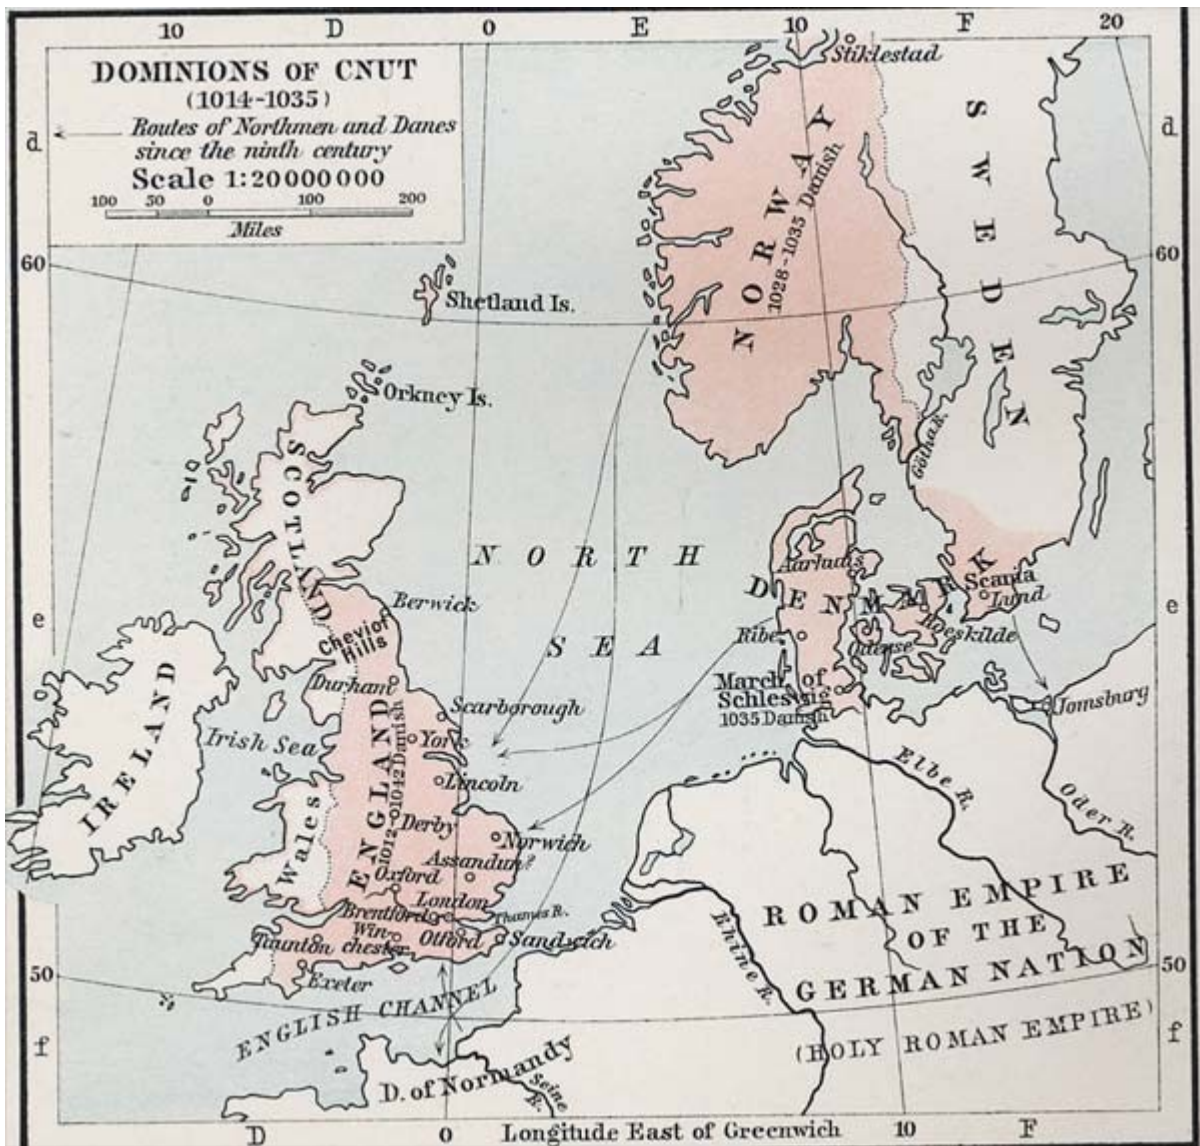 10 D 0 E 10 F 20
DOMINIONS OF CNUT
(1014-1035)
Routes of Northmen and Danes
since the ninth century
Scale 1:20000000
100 50 0 100 200
Miles
Stiklestad
d
d
SWEDEN
NORWAY
1028-1035 Danish
60
60
Shetland Is.
Orkney Is.
Götha R.
SCOTLAND
NORTH
SEA
Aarhuus
DENMARK
Scania
Lund
e
e
Berwick
Roeskilde
Ribe
Odense
Cheviot
Hills
IRELAND
Durham
March of
Schleswig
1035 Danish
Jomsburg
Scarborough
Irish Sea
York
ENGLAND
1012-1042 Danish
Lincoln
Elbe R.
Oder R.
Derby
Norwich
Wales
Assandun?
Oxford
London
Brentford
Thames R.
Winchester
Otford
Sandwich
Taunton
Exeter
ROMAN EMPIRE
OF THE
GERMAN NATION
(HOLY ROMAN EMPIRE)
Rhine R.
50
50
ENGLISH CHANNEL
f
f
D. of Normandy
Seine
R.
D 0 Longitude East of Greenwich 10 F